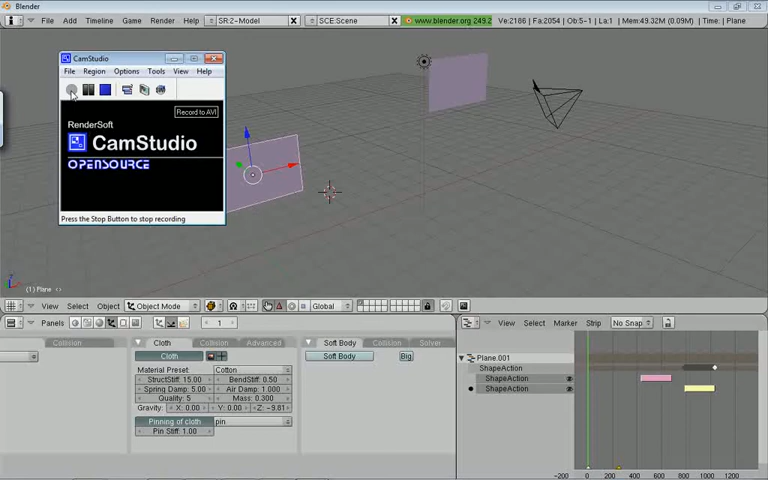 Blender
File Add Timeline Game Render Help SR:2-Model SCE:Scene www.blender.org 249.2 Ve:2186 | Fa:2054 | Ob:5-1 | La:1 | Mem:49.32M (0.09M) | Time: | Plane
CamStudio
File Region Options Tools View Help
Record to AVI
RenderSoft
CamStudio
OPENSOURCE
Press the Stop Button to stop recording
(1) Plane <>
View Select Object Object Mode Global
Panels 1 View Select Marker Strip No Snap
Collision Cloth Collision Advanced Soft Body Collision Solver
Cloth Soft Body Big
Material Preset: Cotton
StructStiff: 15.00 BendStiff: 0.50
Spring Damp: 5.00 Air Damp: 1.000
Quality: 5 Mass: 0.300
Gravity: X: 0.00 Y: 0.00 Z: -9.81
Pinning of cloth pin
Pin Stiff: 1.00
Plane.001
ShapeAction
ShapeAction
ShapeAction
-200 0 200 400 600 800 1000 1200